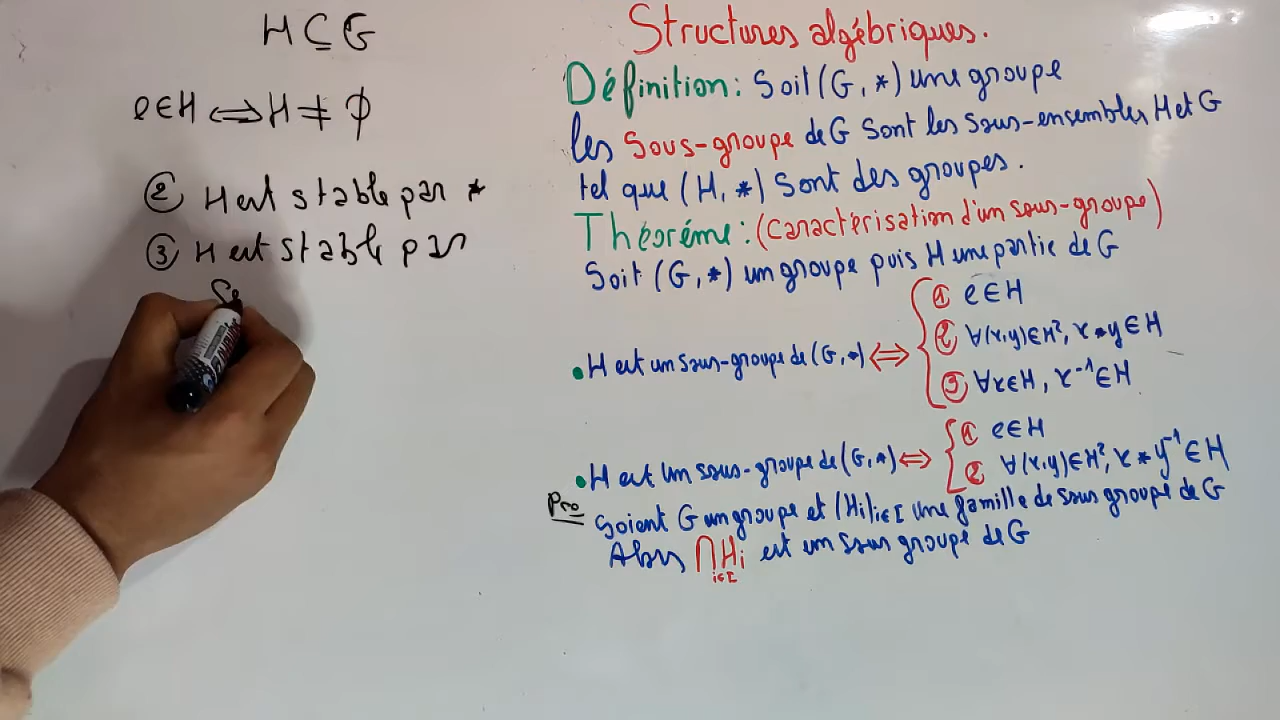 H ⊆ G
e∈H ⟺ H ≠ ∅
② H est stable par *
③ H est stable par
Se
Structures algébriques.
Définition : Soit (G, *) une groupe
les Sous-groupe de G sont les sous-ensembles H et G
tel que (H, *) sont des groupes.
Théoréme : (caractérisation d'un sous-groupe)
Soit (G, *) un groupe puis H une partie de G
① e∈H
• H est un sous-groupe de (G, *) ⟺ ② ∀(x,y)∈H², x*y∈H
③ ∀x∈H, x⁻¹∈H
① e∈H
• H est un sous-groupe de (G, *) ⟺ ② ∀(x,y)∈H², x*y⁻¹∈H
Pro Soient G un groupe et (Hi)i∈I une famille de sous groupe de G
Alors ⋂i∈I Hi est un sous groupe de G